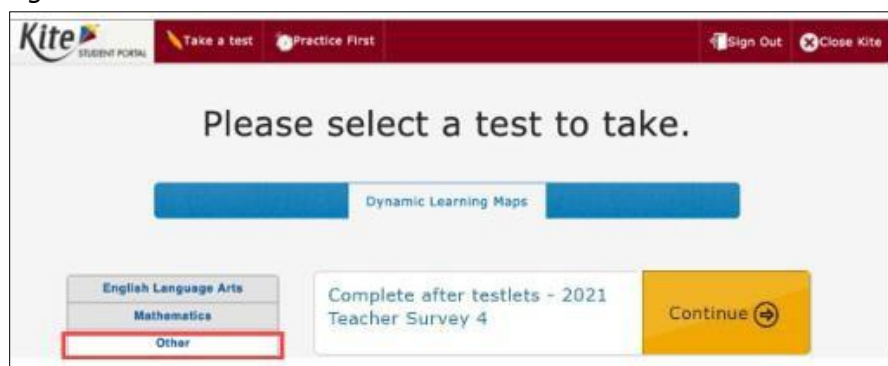 Kite STUDENT PORTAL Take a test Practice First Sign Out Close Kite
Please select a test to take.
Dynamic Learning Maps
English Language Arts
Mathematics
Other
Complete after testlets - 2021
Teacher Survey 4
Continue